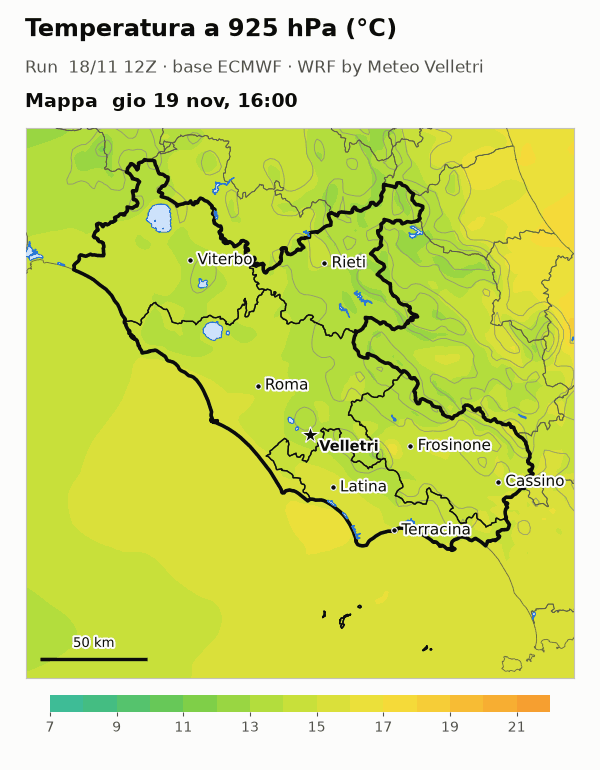 Temperatura a 925 hPa (°C)
Run  18/11 12Z · base ECMWF · WRF by Meteo Velletri
Mappa  gio 19 nov, 16:00
Viterbo
Rieti
Roma
Velletri
Frosinone
Latina
Cassino
Terracina
50 km
7 9 11 13 15 17 19 21